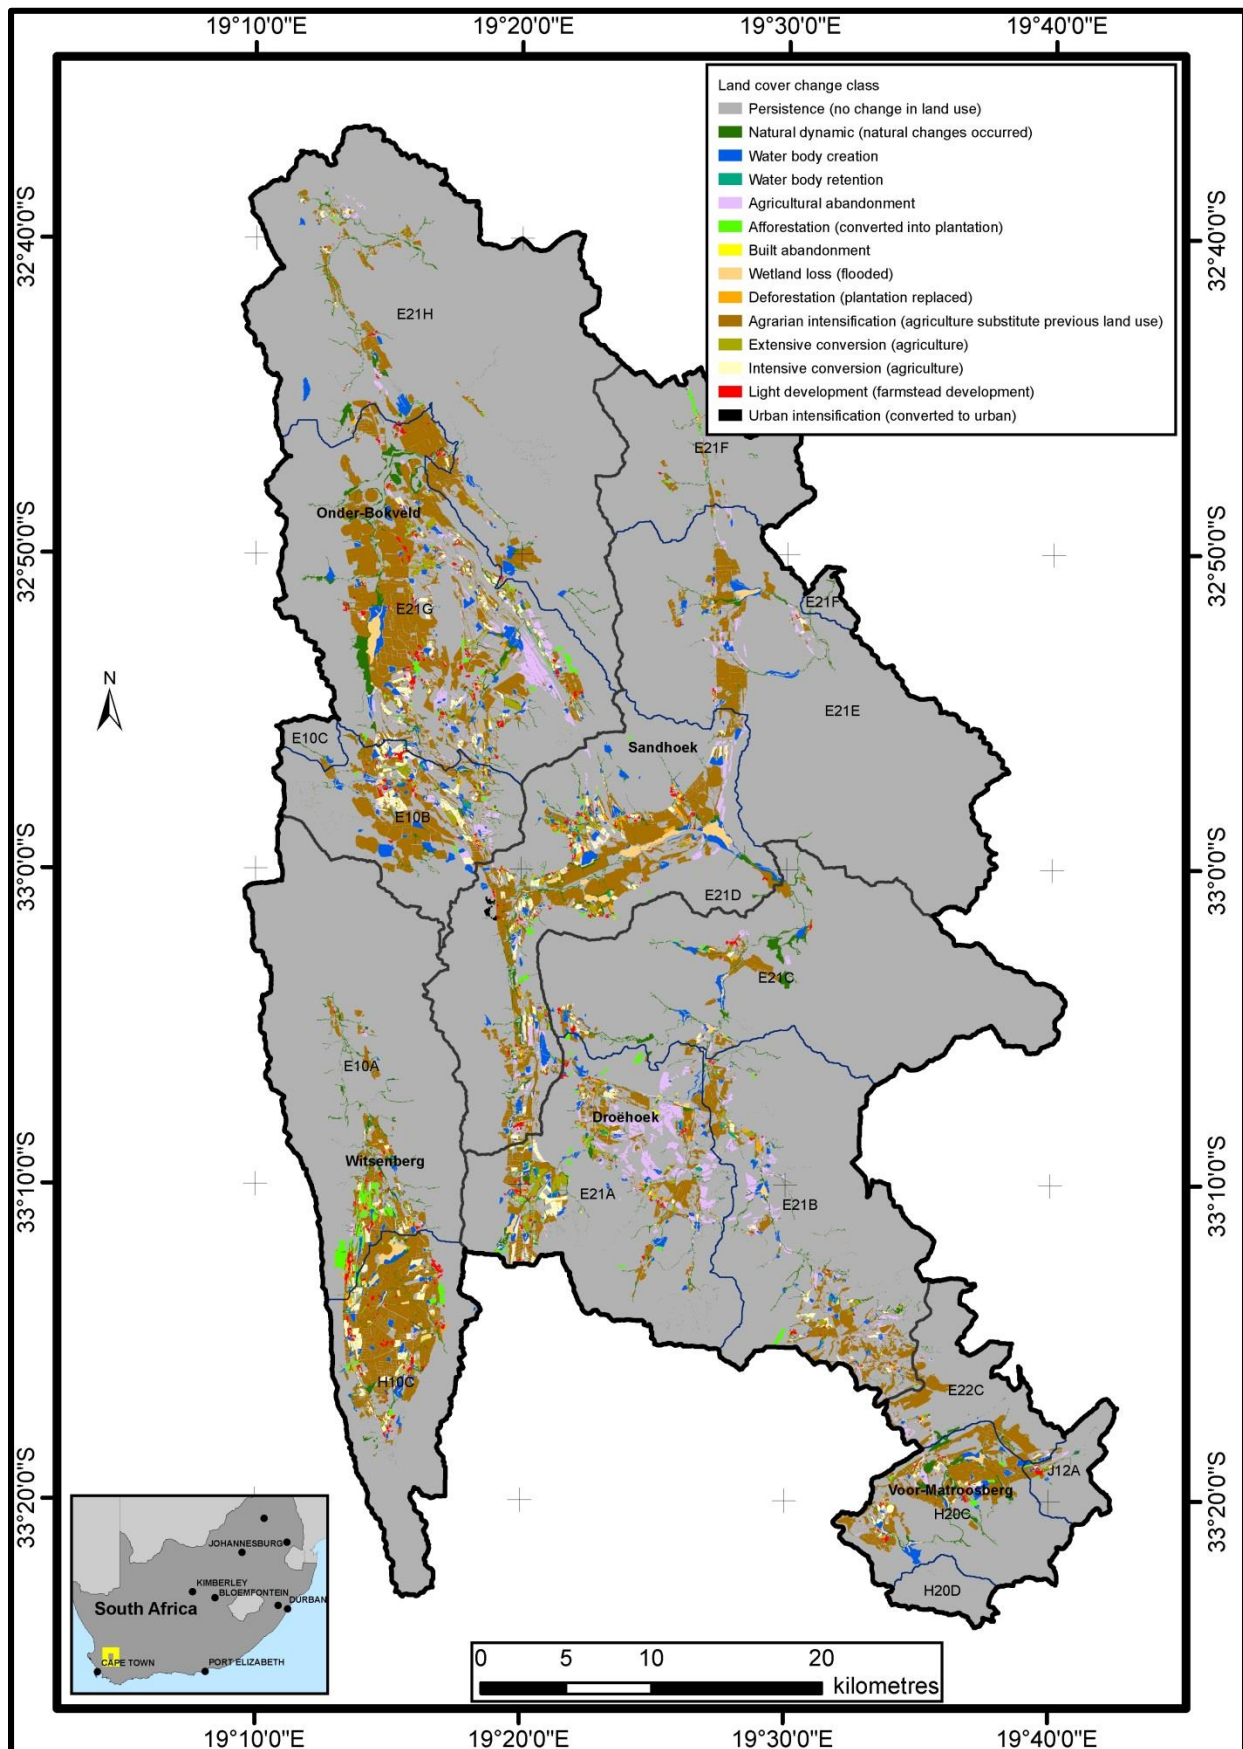 19°10'0"E
19°20'0"E
19°30'0"E
19°40'0"E
Land cover change class
Persistence (no change in land use)
Natural dynamic (natural changes occurred)
Water body creation
Water body retention
Agricultural abandonment
Afforestation (converted into plantation)
Built abandonment
Wetland loss (flooded)
Deforestation (plantation replaced)
Agrarian intensification (agriculture substitute previous land use)
Extensive conversion (agriculture)
Intensive conversion (agriculture)
Light development (farmstead development)
Urban intensification (converted to urban)
32°40'0"S
32°40'0"S
E21H
E21F
Onder-Bokveld
32°50'0"S
32°50'0"S
E21G
E21F
N
E21E
E10C
Sandhoek
E10B
33°0'0"S
33°0'0"S
E21D
E21C
E10A
Droëhoek
Witsenberg
33°10'0"S
33°10'0"S
E21A
E21B
H10C
E22C
J12A
Voor-Matroosberg
H20C
33°20'0"S
33°20'0"S
H20D
JOHANNESBURG
KIMBERLEY
BLOEMFONTEIN
DURBAN
South Africa
CAPE TOWN
PORT ELIZABETH
0 5 10 20
kilometres
19°10'0"E
19°20'0"E
19°30'0"E
19°40'0"E